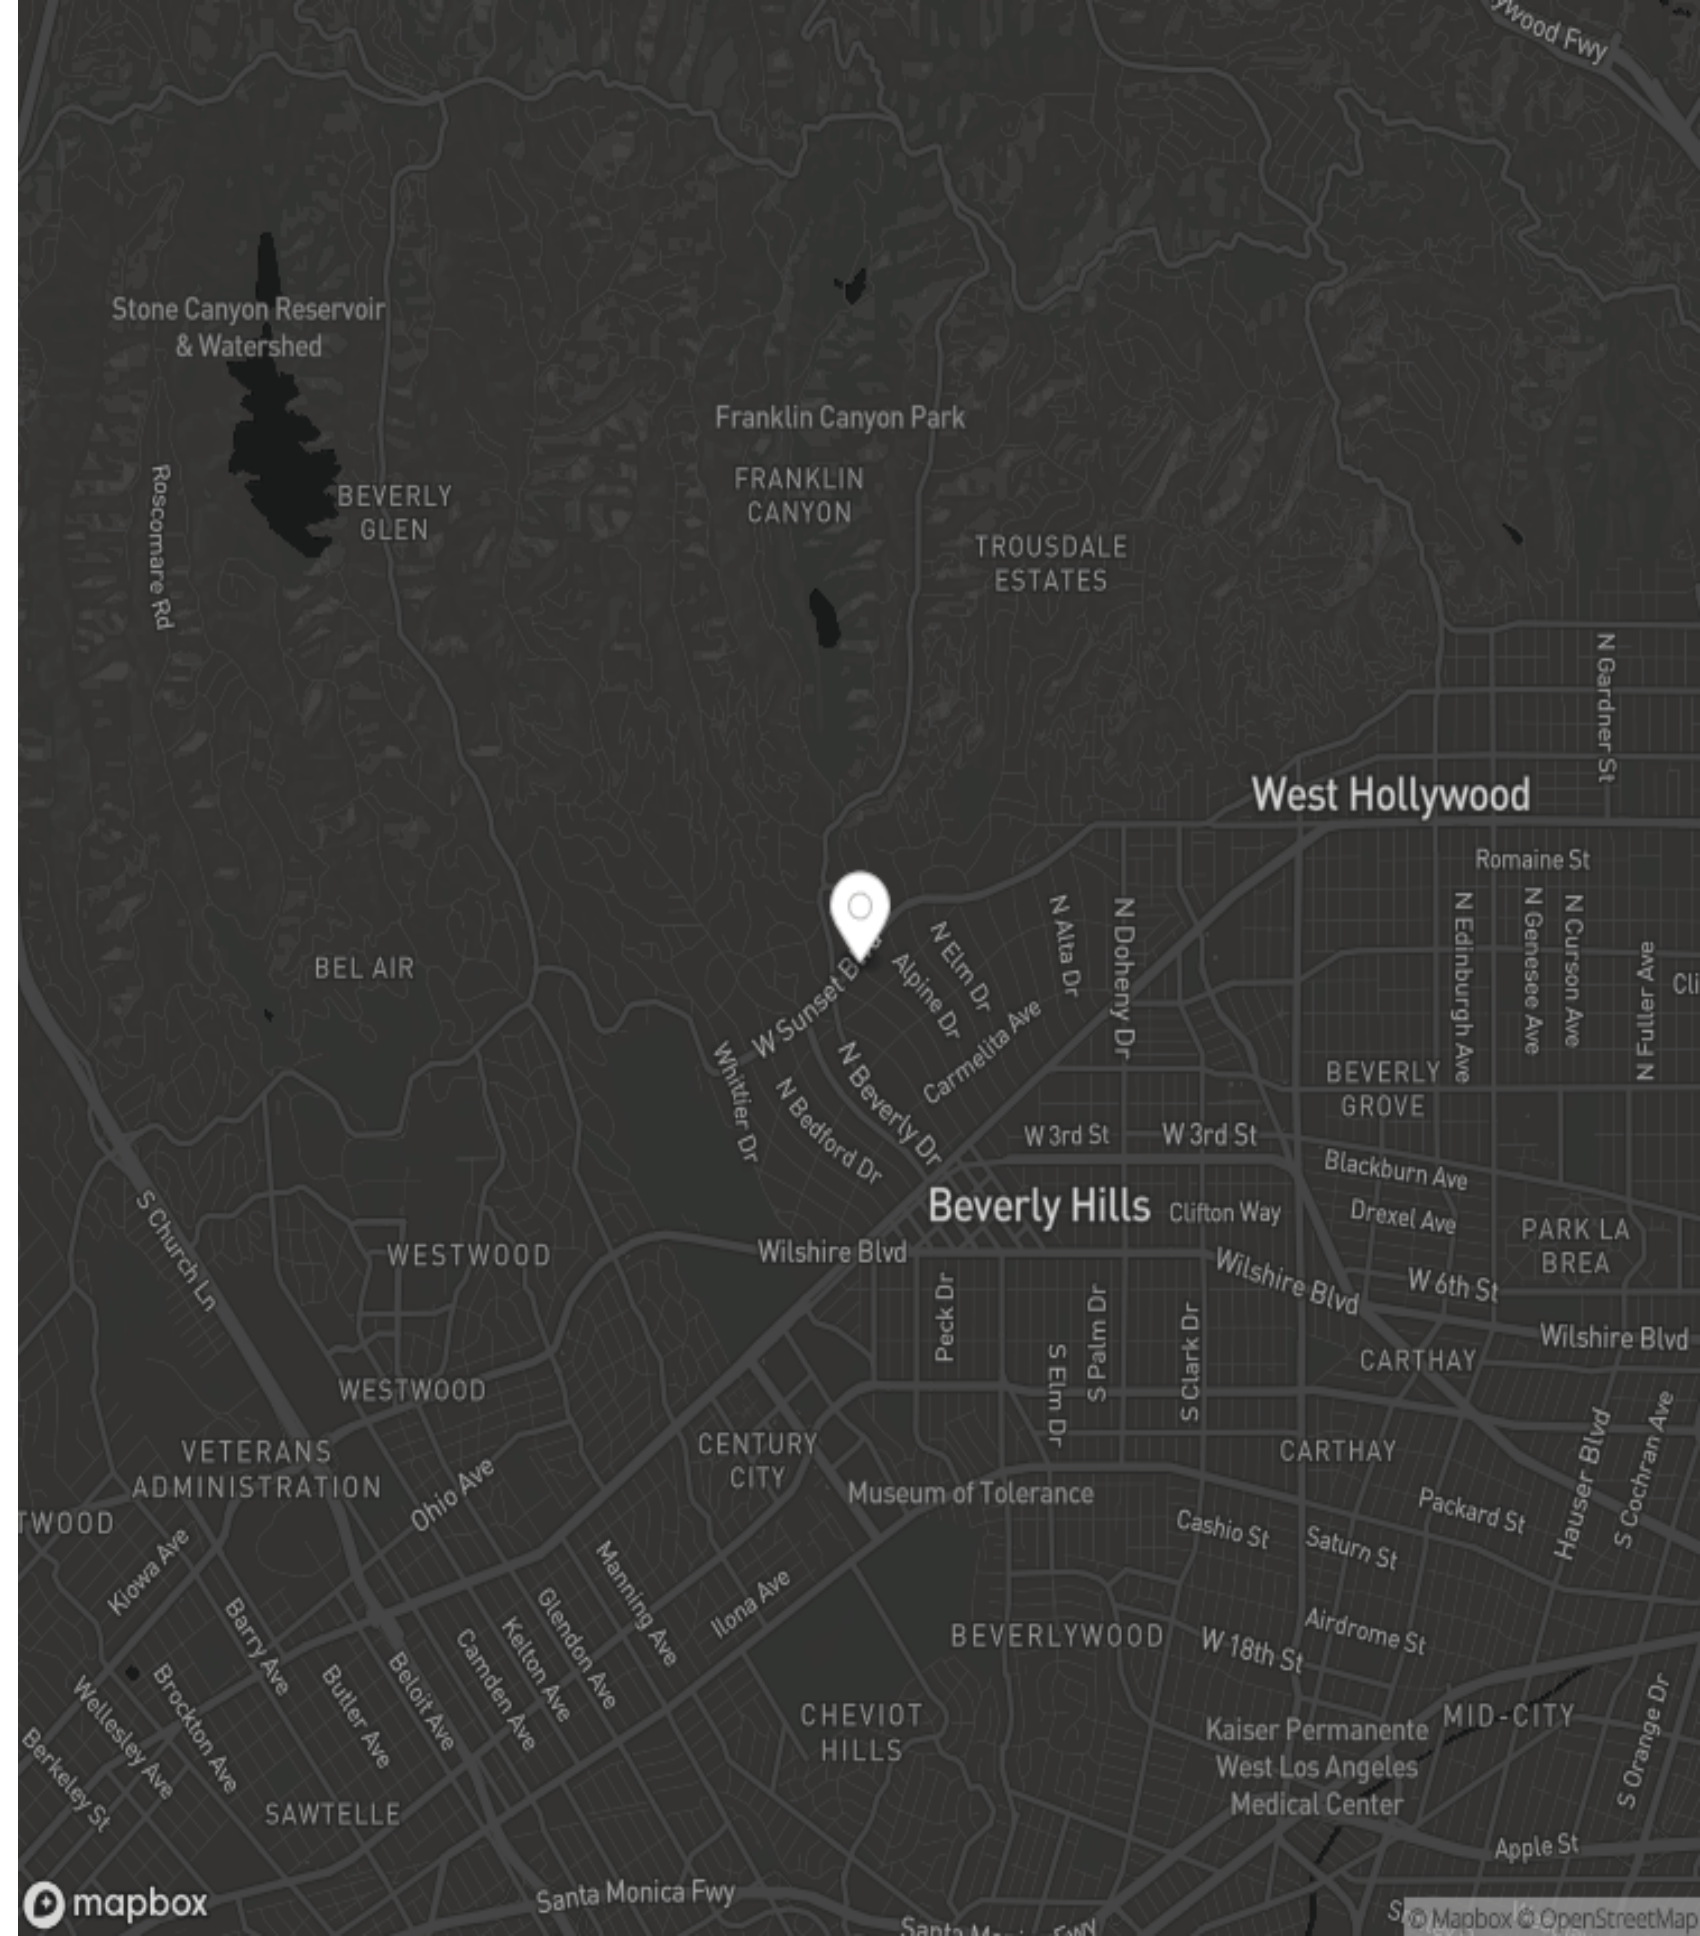 ywood Fwy
Stone Canyon Reservoir
& Watershed
Franklin Canyon Park
FRANKLIN
CANYON
Roscomare Rd
BEVERLY
GLEN
TROUSDALE
ESTATES
N Gardner St
West Hollywood
Romaine St
N Edinburgh Ave
N Genesee Ave
N Curson Ave
N Fuller Ave
Cli
N Alta Dr
N Doheny Dr
N Elm Dr
Alpine Dr
Carmelita Ave
W Sunset
BEL AIR
Whittier Dr
N Bedford Dr
N Beverly Dr
BEVERLY
GROVE
W 3rd St
W 3rd St
Blackburn Ave
Beverly Hills
Clifton Way
Drexel Ave
PARK LA
BREA
S Church Ln
WESTWOOD
Wilshire Blvd
Wilshire Blvd
W 6th St
Wilshire Blvd
Peck Dr
S Elm Dr
S Palm Dr
S Clark Dr
CARTHAY
WESTWOOD
VETERANS
ADMINISTRATION
CENTURY
CITY
CARTHAY
Hauser Blvd
S Cochran Ave
Ohio Ave
Museum of Tolerance
Packard St
TWOOD
Cashio St
Saturn St
Kiowa Ave
Manning Ave
Ilona Ave
Barry Ave
Glendon Ave
Kelton Ave
Camden Ave
Beloit Ave
Butler Ave
Brockton Ave
Wellesley Ave
Berkeley St
BEVERLYWOOD
W 18th St
Airdrome St
CHEVIOT
HILLS
Kaiser Permanente
West Los Angeles
Medical Center
MID-CITY
S Orange Dr
SAWTELLE
Apple St
Santa Monica Fwy
mapbox
© Mapbox © OpenStreetMap